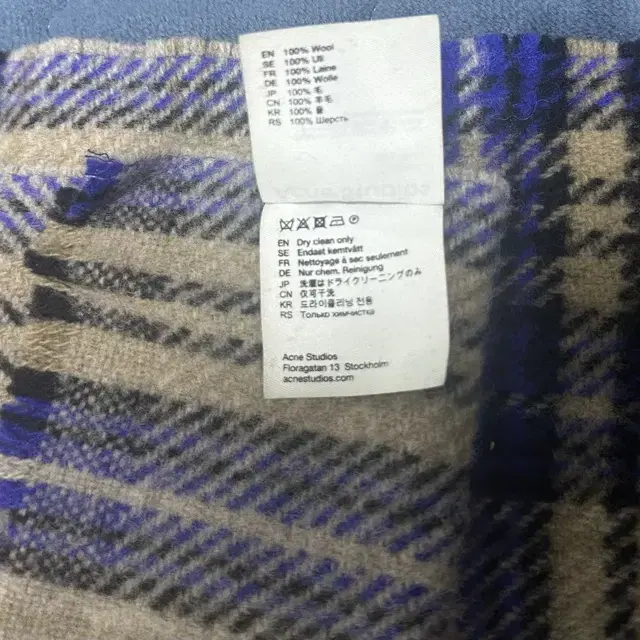 EN 100% Wool
SE 100% Ull
FR 100% Laine
DE 100% Wolle
JP 100% 毛
CN 100% 羊毛
KR 100% 울
RS 100% Шерсть
Acne Studios
EN Dry clean only
SE Endast kemtvätt
FR Nettoyage à sec seulement
DE Nur chem. Reinigung
JP 洗濯はドライクリーニングのみ
CN 仅可干洗
KR 드라이클리닝 전용
RS Только химчистка
Acne Studios
Floragatan 13 Stockholm
acnestudios.com